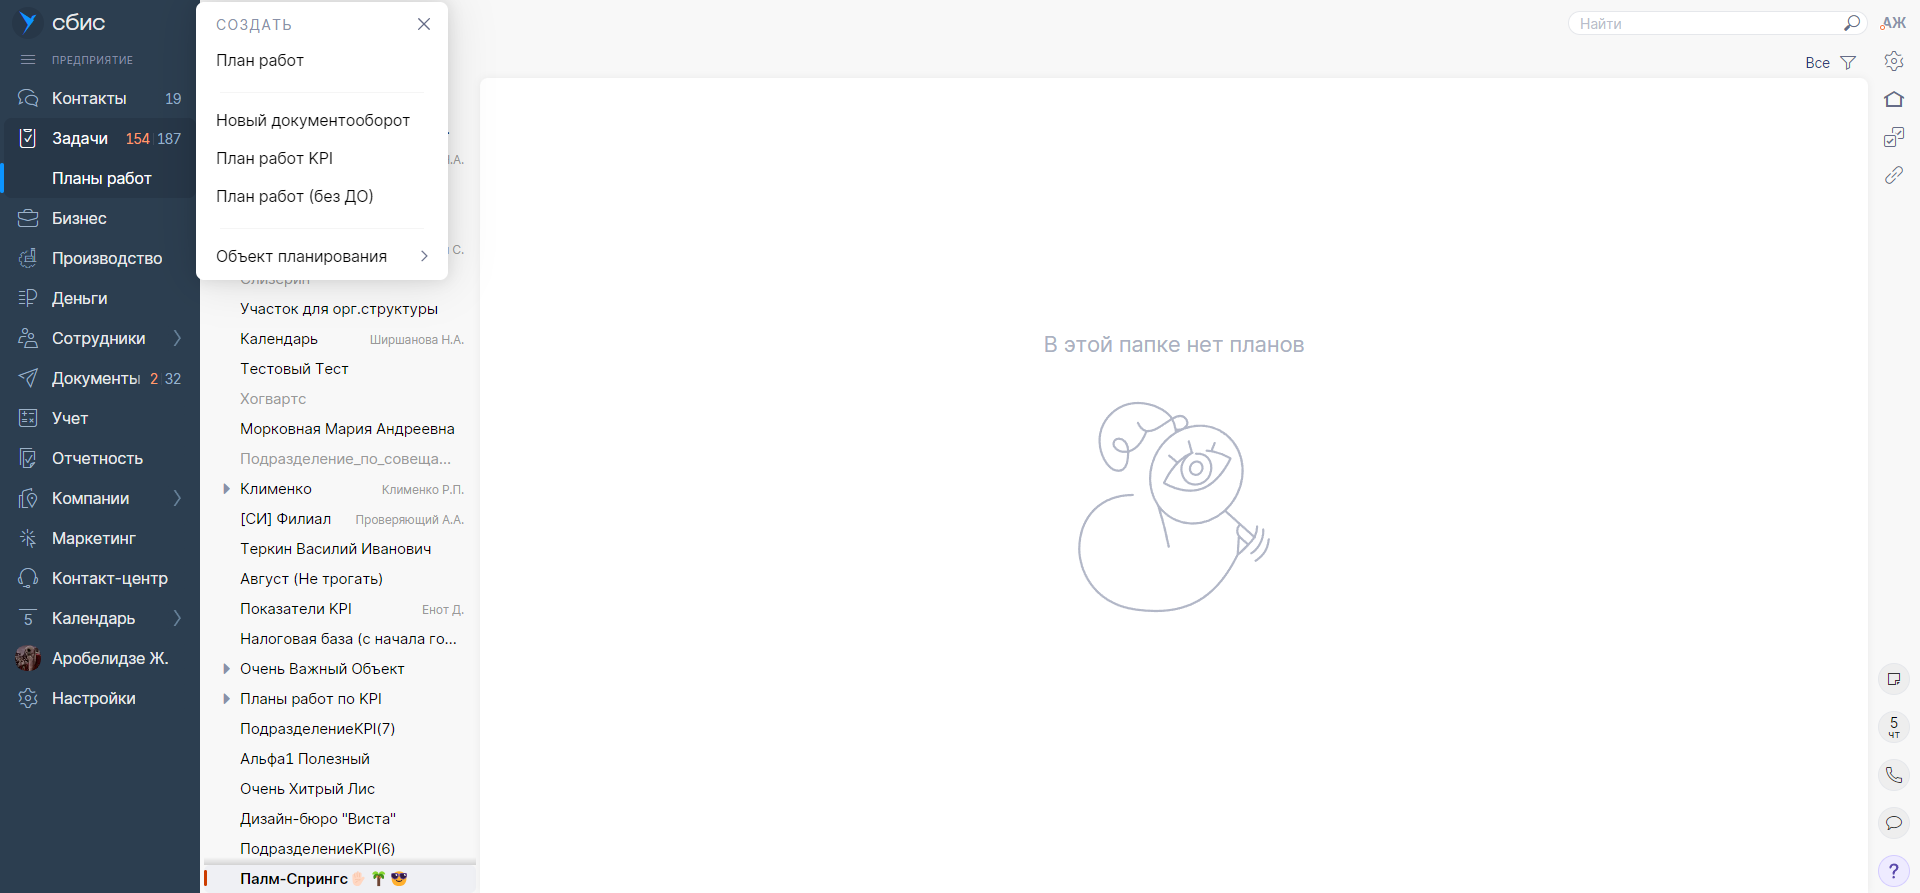 сбис
ПРЕДПРИЯТИЕ
Контакты 19
Задачи 154 187
Планы работ
Бизнес
Производство
Деньги
Сотрудники
Документы 2 32
Учет
Отчетность
Компании
Маркетинг
Контакт-центр
5 Календарь
Аробелидзе Ж.
Настройки
СОЗДАТЬ
План работ
Новый документооборот
План работ KPI
План работ (без ДО)
Объект планирования
.А.
С.
Слизерин
Участок для орг.структуры
Календарь Ширшанова Н.А.
Тестовый Тест
Хогвартс
Морковная Мария Андреевна
Подразделение_по_совеща...
Клименко Клименко Р.П.
[СИ] Филиал Проверяющий А.А.
Теркин Василий Иванович
Август (Не трогать)
Показатели KPI Енот Д.
Налоговая база (с начала го...
Очень Важный Объект
Планы работ по KPI
ПодразделениеKPI(7)
Альфа1 Полезный
Очень Хитрый Лис
Дизайн-бюро "Виста"
ПодразделениеKPI(6)
Палм-Спрингс✋🏻🌴😎
Найти
Все
В этой папке нет планов
АЖ
5
чт
?